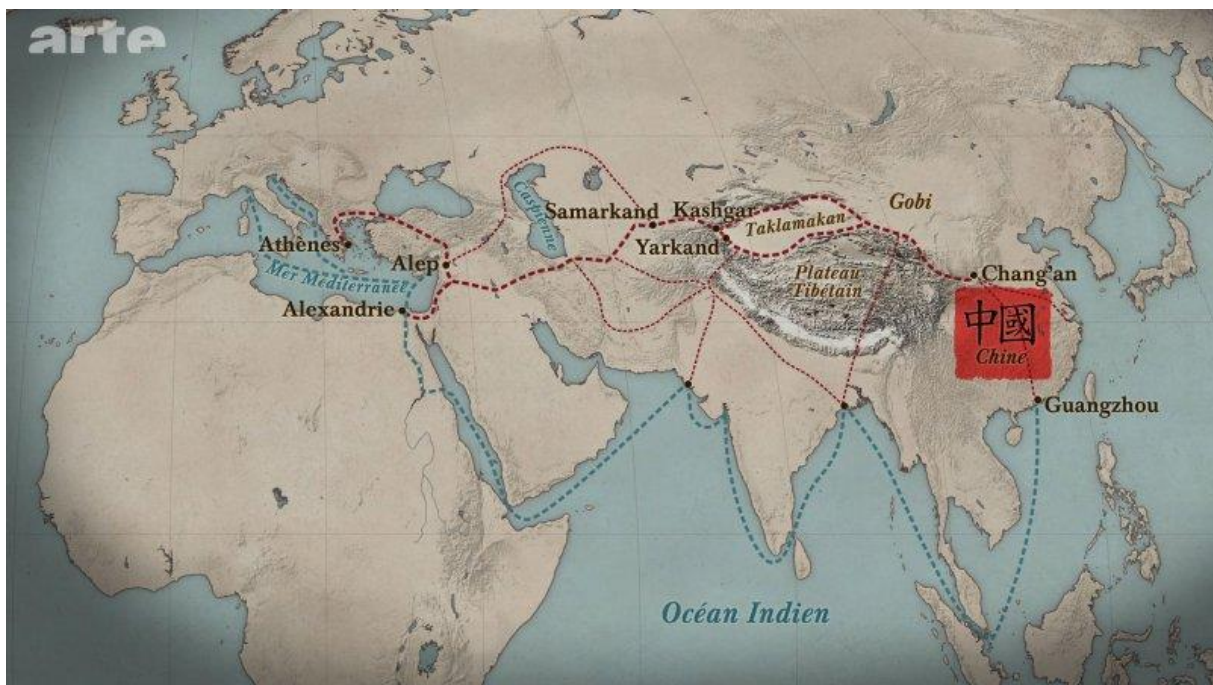 arte
Caspienne
Samarkand
Kashgar
Gobi
Taklamakan
Yarkand
Athènes
Alep
Mer Méditerranée
Plateau
Tibétain
Chang'an
Alexandrie
中國
Chine
Guangzhou
Océan Indien